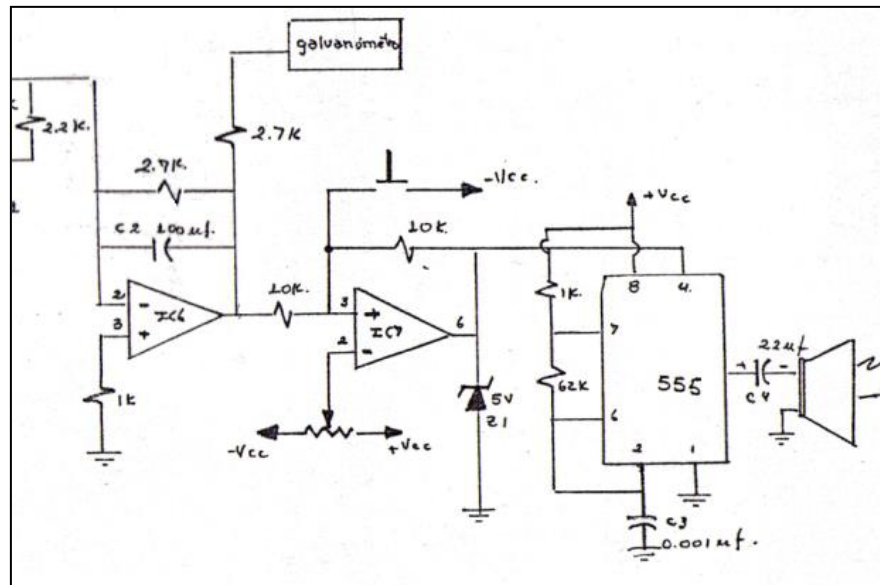 galvanómetro
K
2.2K.
2.7K
2.7K.
-Vcc.
+Vcc
C2 100uf.
10K.
1K.
8
4.
2
-
IC6
3
+
10K.
3
+
IC7
6
2
-
7
22uf
+
-
C4
555
62K
5V
Z1
6
1K
-Vcc
+Vcc
2
1
C3
0.001uf.